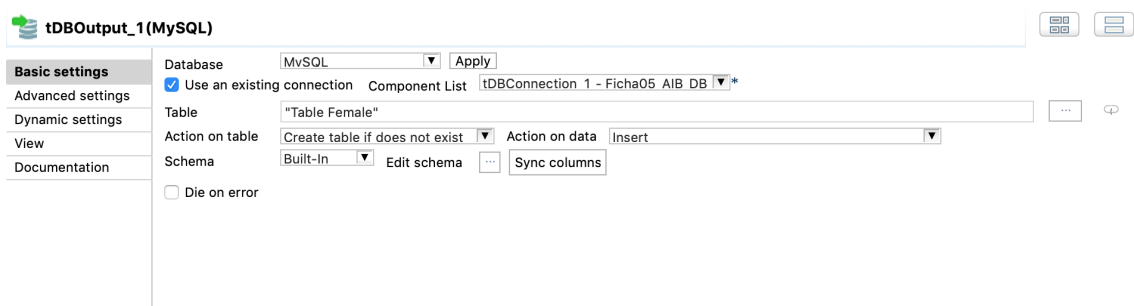 tDBOutput_1(MySQL)
Basic settings
Advanced settings
Dynamic settings
View
Documentation
Database MySQL Apply
Use an existing connection Component List tDBConnection_1 - Ficha05_AIB_DB *
Table "Table Female" ...
Action on table Create table if does not exist Action on data Insert
Schema Built-In Edit schema ... Sync columns
Die on error